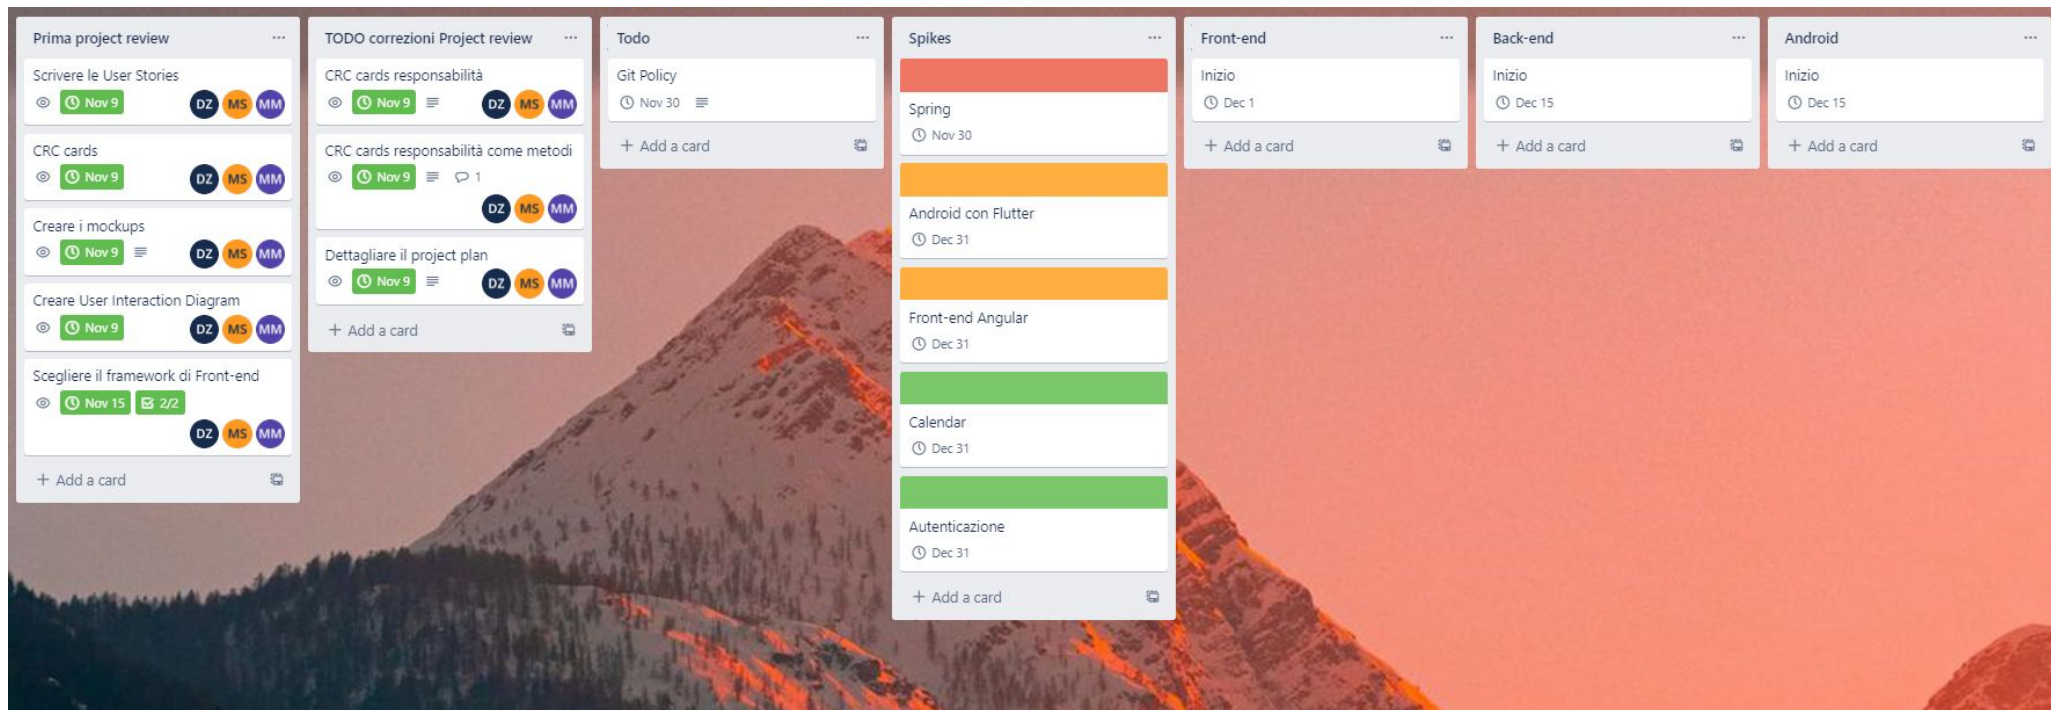 Prima project review
Scrivere le User Stories
Nov 9
DZ MS MM
CRC cards
Nov 9
DZ MS MM
Creare i mockups
Nov 9
DZ MS MM
Creare User Interaction Diagram
Nov 9
DZ MS MM
Scegliere il framework di Front-end
Nov 15 2/2
DZ MS MM
+ Add a card
TODO correzioni Project review
CRC cards responsabilità
Nov 9
DZ MS MM
CRC cards responsabilità come metodi
Nov 9 1
DZ MS MM
Dettagliare il project plan
Nov 9
DZ MS MM
+ Add a card
Todo
Git Policy
Nov 30
+ Add a card
Spikes
Spring
Nov 30
Android con Flutter
Dec 31
Front-end Angular
Dec 31
Calendar
Dec 31
Autenticazione
Dec 31
+ Add a card
Front-end
Inizio
Dec 1
+ Add a card
Back-end
Inizio
Dec 15
+ Add a card
Android
Inizio
Dec 15
+ Add a card